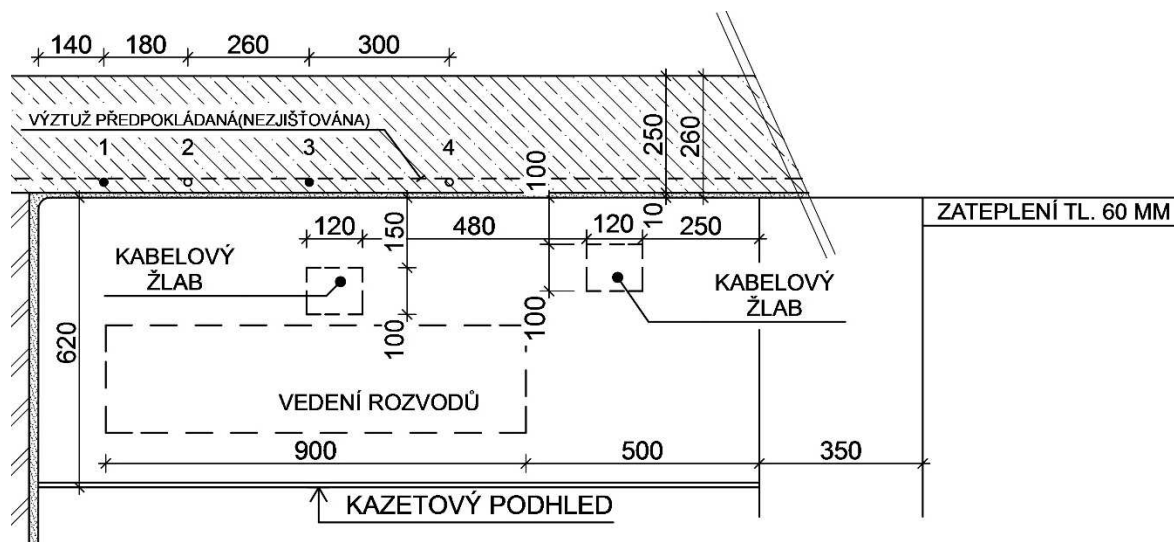 140 180 260 300
VÝZTUŽ PŘEDPOKLÁDANÁ(NEZJIŠŤOVÁNA)
1 2 3 4
250 260
100
10
ZATEPLENÍ TL. 60 MM
120 150 480 120 250
KABELOVÝ
ŽLAB
KABELOVÝ
ŽLAB
100
100
620
VEDENÍ ROZVODŮ
900 500 350
KAZETOVÝ PODHLED